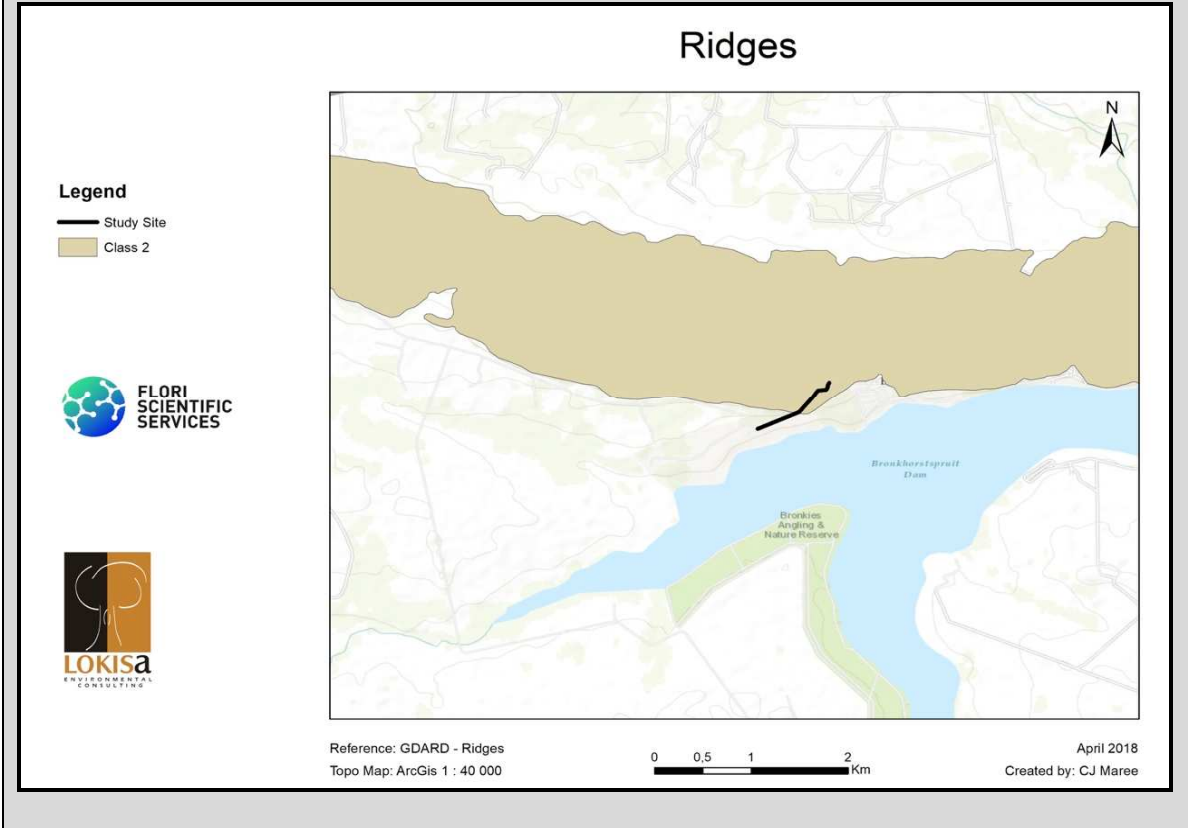 Ridges
N
Legend
Study Site
Class 2
FLORI
SCIENTIFIC
SERVICES
Bronkhorstspruit
Dam
Bronkies
Angling &
Nature Reserve
LOKISa
ENVIRONMENTAL
CONSULTING
Reference: GDARD - Ridges
Topo Map: ArcGis 1 : 40 000
0 0,5 1 2
Km
April 2018
Created by: CJ Maree